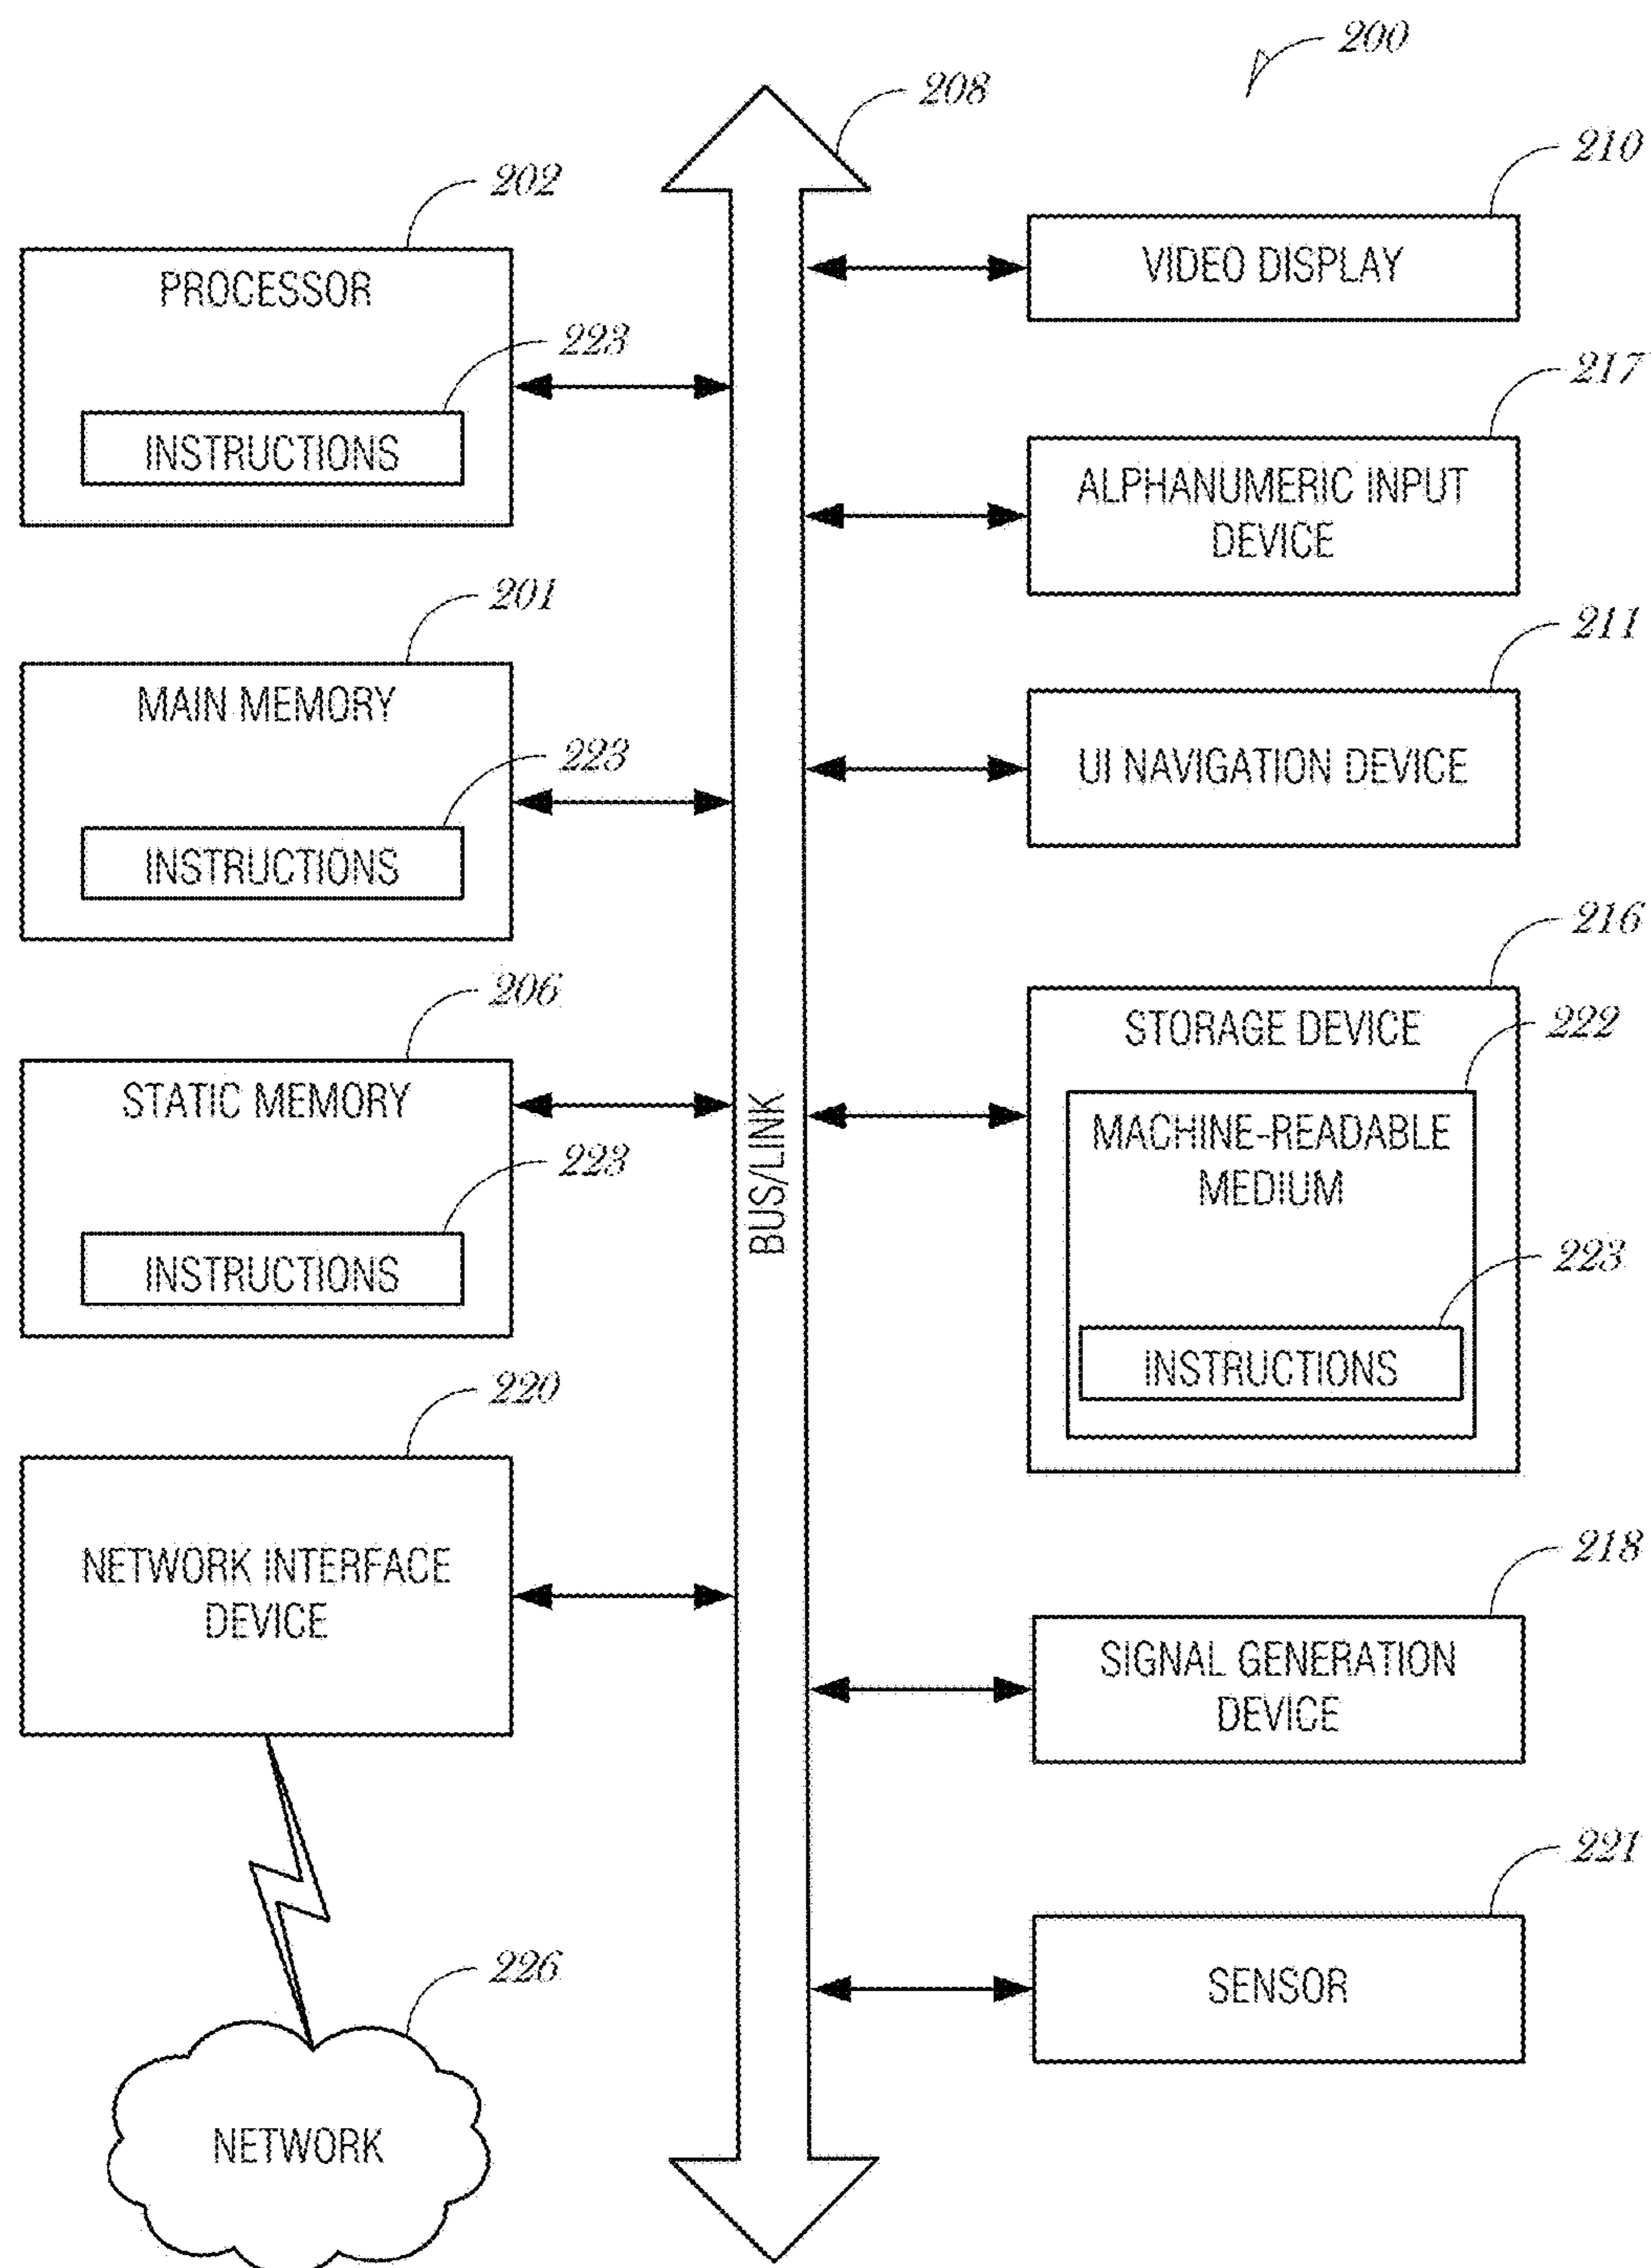 200
208
202
PROCESSOR
223
INSTRUCTIONS
201
MAIN MEMORY
223
INSTRUCTIONS
206
STATIC MEMORY
223
INSTRUCTIONS
220
NETWORK INTERFACE
DEVICE
226
NETWORK
BUS/LINK
210
VIDEO DISPLAY
217
ALPHANUMERIC INPUT
DEVICE
211
UI NAVIGATION DEVICE
216
STORAGE DEVICE
222
MACHINE-READABLE
MEDIUM
223
INSTRUCTIONS
218
SIGNAL GENERATION
DEVICE
221
SENSOR